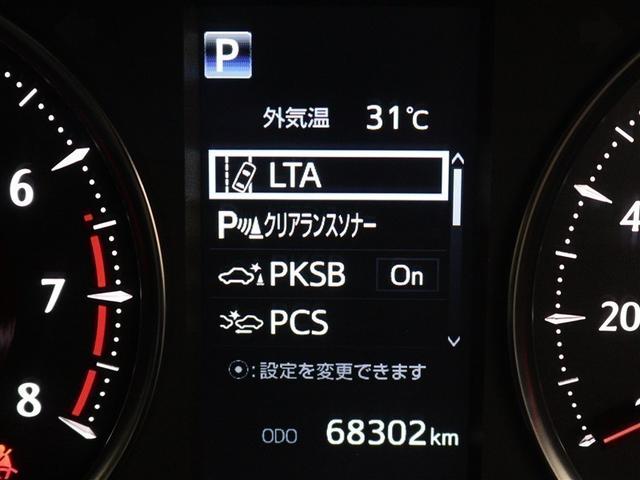 P
外気温 31℃
LTA
Pクリアランスソナー
PKSB On
PCS
:設定を変更できます
ODO 68302km
6
7
8
4
20